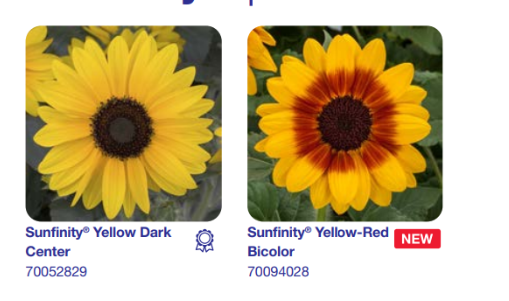 Sunfinity® Yellow Dark
Center
70052829
Sunfinity® Yellow-Red
Bicolor
NEW
70094028